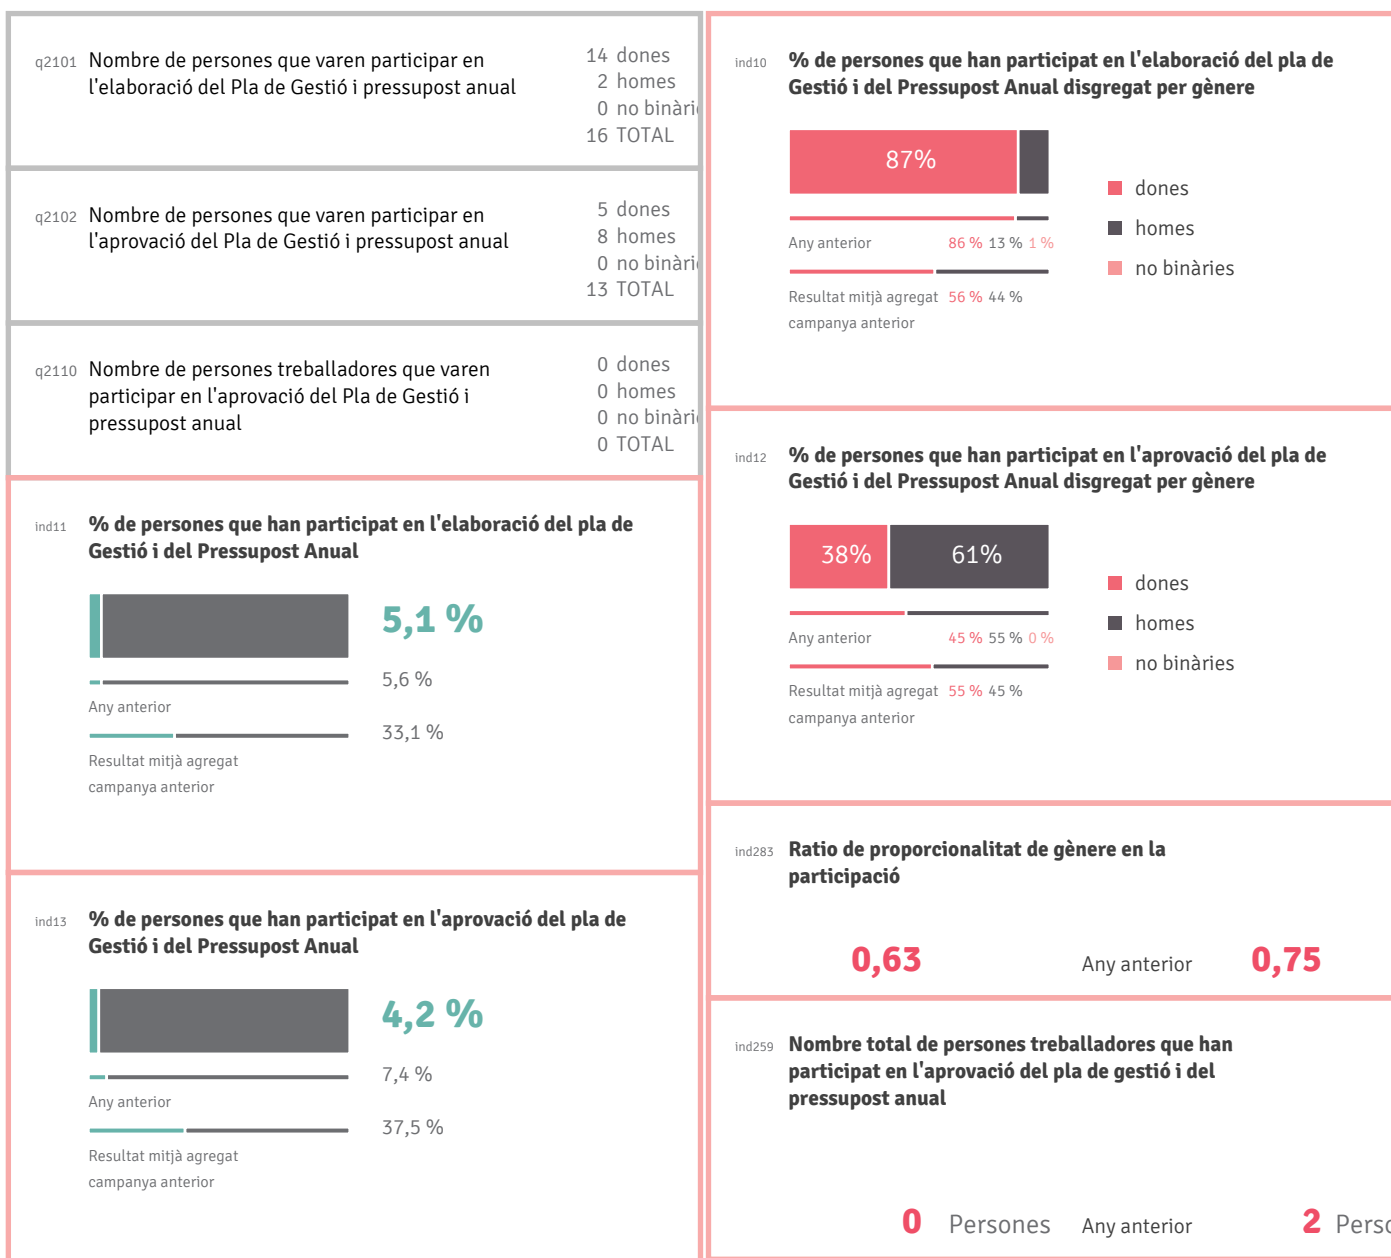 q2101 Nombre de persones que varen participar en
l'elaboració del Pla de Gestió i pressupost anual
14 dones
2 homes
0 no binàri
16 TOTAL
q2102 Nombre de persones que varen participar en
l'aprovació del Pla de Gestió i pressupost anual
5 dones
8 homes
0 no binàri
13 TOTAL
q2110 Nombre de persones treballadores que varen
participar en l'aprovació del Pla de Gestió i
pressupost anual
0 dones
0 homes
0 no binàri
0 TOTAL
ind11 % de persones que han participat en l'elaboració del pla de
Gestió i del Pressupost Anual
5,1 %
5,6 %
Any anterior
33,1 %
Resultat mitjà agregat
campanya anterior
ind13 % de persones que han participat en l'aprovació del pla de
Gestió i del Pressupost Anual
4,2 %
7,4 %
Any anterior
37,5 %
Resultat mitjà agregat
campanya anterior
ind10 % de persones que han participat en l'elaboració del pla de
Gestió i del Pressupost Anual disgregat per gènere
87%
dones
homes
no binàries
Any anterior 86 % 13 % 1 %
Resultat mitjà agregat 56 % 44 %
campanya anterior
ind12 % de persones que han participat en l'aprovació del pla de
Gestió i del Pressupost Anual disgregat per gènere
38% 61%
dones
homes
no binàries
Any anterior 45 % 55 % 0 %
Resultat mitjà agregat 55 % 45 %
campanya anterior
ind283 Ratio de proporcionalitat de gènere en la
participació
0,63 Any anterior 0,75
ind259 Nombre total de persones treballadores que han
participat en l'aprovació del pla de gestió i del
pressupost anual
0 Persones Any anterior 2 Perso